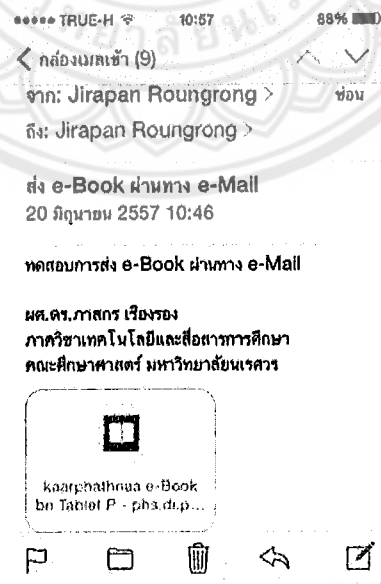 TRUE-H 10:57 88%
กล่องเมลเข้า (9)
จาก: Jirapan Roungrong > ซ่อน
ถึง: Jirapan Roungrong >
ส่ง e-Book ผ่านทาง e-Mail
20 มิถุนายน 2557 10:46
ทดสอบการส่ง e-Book ผ่านทาง e-Mail
ผศ.ดร.ภาสกร เรืองรอง
ภาควิชาเทคโนโลยีและสื่อสารการศึกษา
คณะศึกษาศาสตร์ มหาวิทยาลัยนเรศวร
e-Book
bn Tablet P - phs.dr.p...